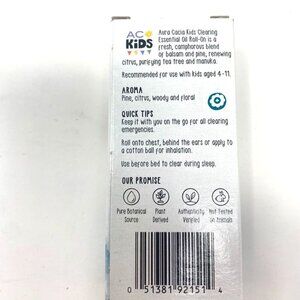 AC
KIDS
Aura Cacia Kids Clearing
Essential Oil Roll-On is a
fresh, camphorous blend
of balsam and pine, renewing
citrus, purifying tea tree and manuka.
Recommended for use with kids aged 4-11.
AROMA
Pine, citrus, woody and floral
QUICK TIPS
Keep it with you on the go for all clearing
emergencies.
Roll onto chest, behind the ears or apply to
a cotton ball for inhalation.
Use before bed to clear during sleep.
OUR PROMISE
Pure Botanical
Source
Plant
Derived
Authenticity
Verified
Not Tested
on Animals
0 51381 92151 4